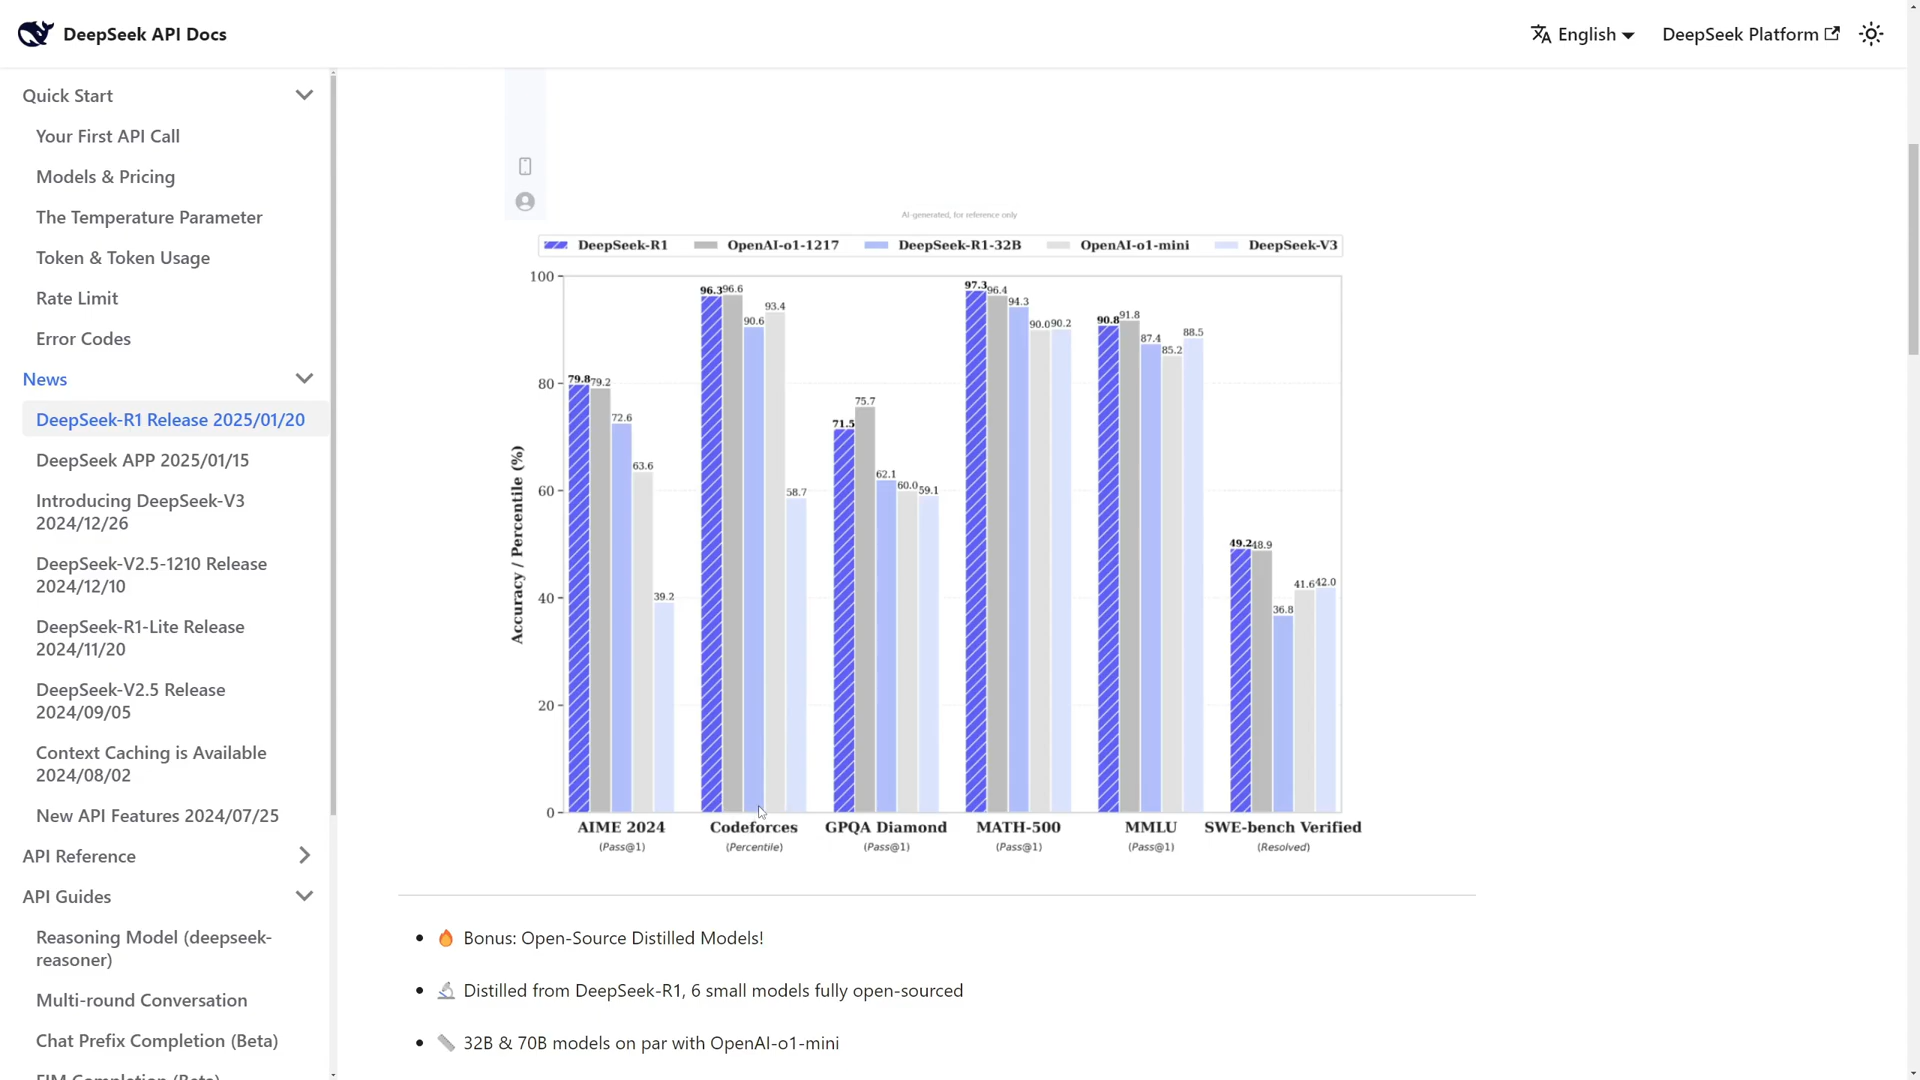 DeepSeek API Docs
English
DeepSeek Platform
Quick Start
Your First API Call
Models & Pricing
The Temperature Parameter
Token & Token Usage
Rate Limit
Error Codes
News
DeepSeek-R1 Release 2025/01/20
DeepSeek APP 2025/01/15
Introducing DeepSeek-V3
2024/12/26
DeepSeek-V2.5-1210 Release
2024/12/10
DeepSeek-R1-Lite Release
2024/11/20
DeepSeek-V2.5 Release
2024/09/05
Context Caching is Available
2024/08/02
New API Features 2024/07/25
API Reference
API Guides
Reasoning Model (deepseek-
reasoner)
Multi-round Conversation
Chat Prefix Completion (Beta)
FIM Completion (Beta)
AI-generated, for reference only
DeepSeek-R1 OpenAI-o1-1217 DeepSeek-R1-32B OpenAI-o1-mini DeepSeek-V3
Accuracy / Percentile (%)
100
80
60
40
20
0
79.8 79.2 72.6 63.6 39.2
96.3 96.6 90.6 93.4 58.7
71.5 75.7 62.1 60.0 59.1
97.3 96.4 94.3 90.0 90.2
90.8 91.8 87.4 85.2 88.5
49.2 48.9 36.8 41.6 42.0
AIME 2024 Codeforces GPQA Diamond MATH-500 MMLU SWE-bench Verified
(Pass@1) (Percentile) (Pass@1) (Pass@1) (Pass@1) (Resolved)
• 🔥 Bonus: Open-Source Distilled Models!
• 🔬 Distilled from DeepSeek-R1, 6 small models fully open-sourced
• 📏 32B & 70B models on par with OpenAI-o1-mini